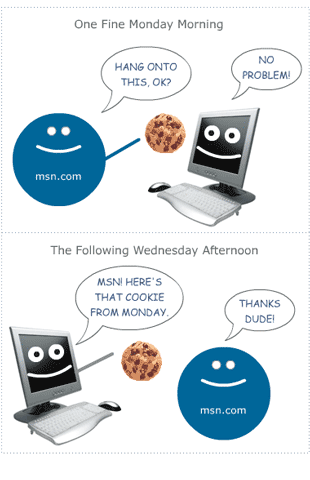 One Fine Monday Morning
HANG ONTO
THIS, OK?
NO
PROBLEM!
msn.com
The Following Wednesday Afternoon
MSN! HERE'S
THAT COOKIE
FROM MONDAY.
THANKS
DUDE!
msn.com